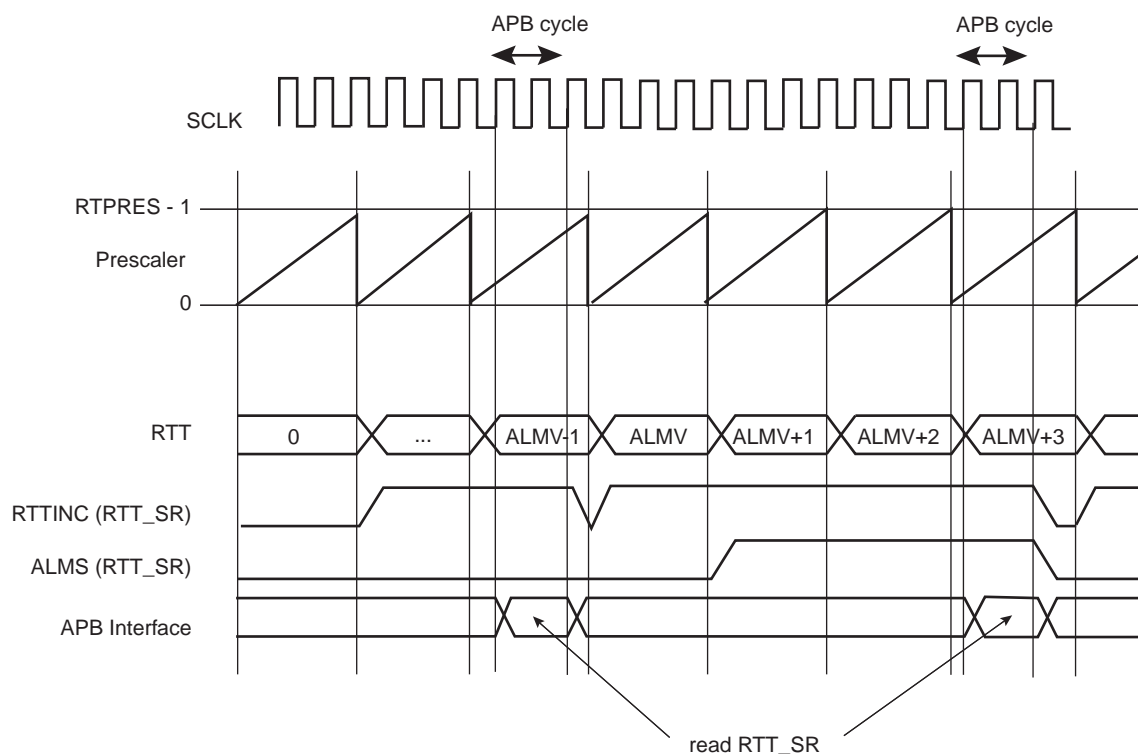 APB cycle
APB cycle
SCLK
RTPRES - 1
Prescaler
0
RTT
0
...
ALMV-1
ALMV
ALMV+1
ALMV+2
ALMV+3
RTTINC (RTT_SR)
ALMS (RTT_SR)
APB Interface
read RTT_SR